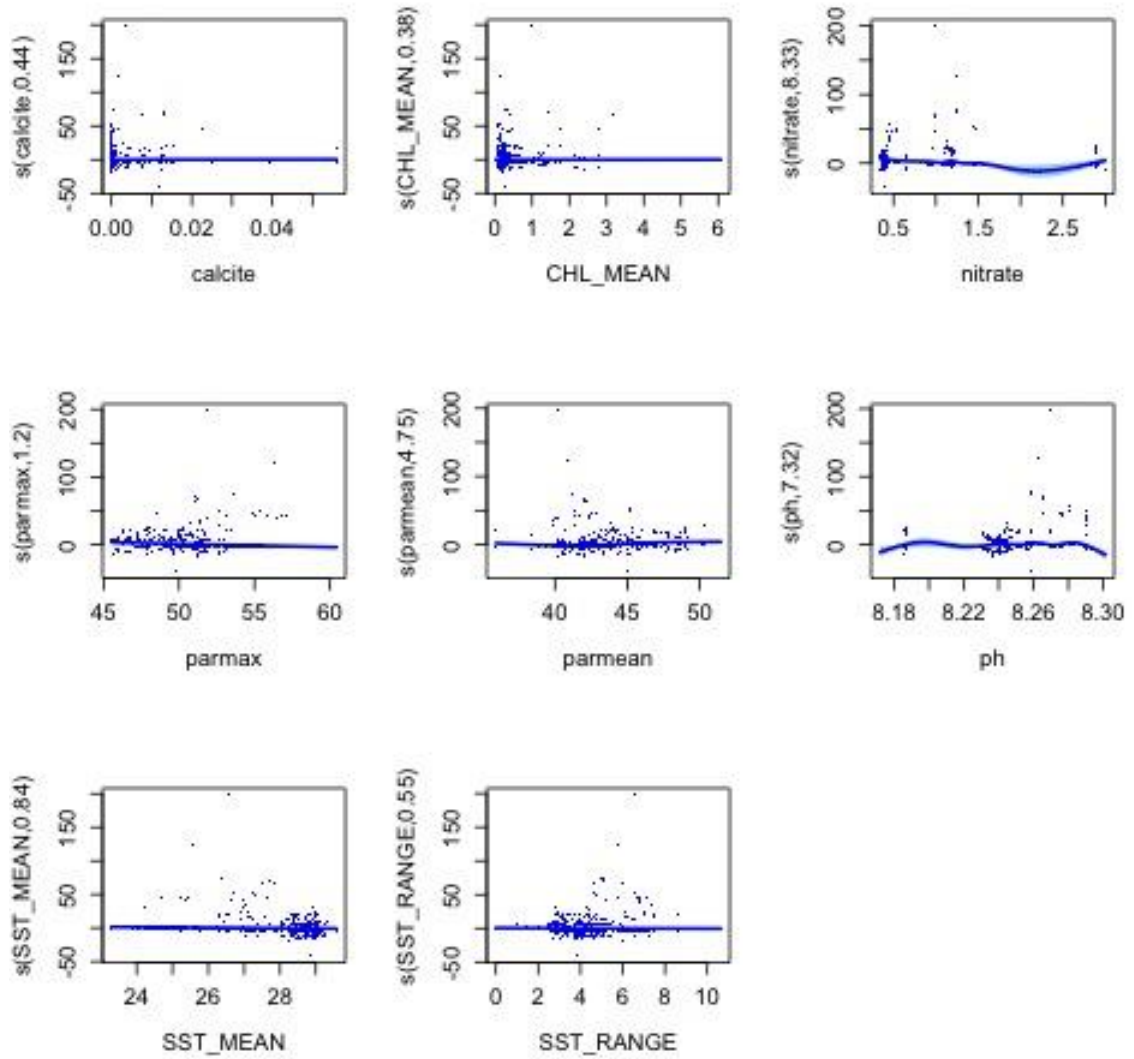 s(calcite,0.44)
-50 50 150
0.00 0.02 0.04
calcite
s(CHL_MEAN,0.38)
-50 50 150
0 1 2 3 4 5 6
CHL_MEAN
s(nitrate,8.33)
0 100 200
0.5 1.5 2.5
nitrate
s(parmax,1.2)
0 100 200
45 50 55 60
parmax
s(parmean,4.75)
0 100 200
40 45 50
parmean
s(ph,7.32)
0 100 200
8.18 8.22 8.26 8.30
ph
s(SST_MEAN,0.84)
-50 50 150
24 26 28
SST_MEAN
s(SST_RANGE,0.55)
-50 50 150
0 2 4 6 8 10
SST_RANGE